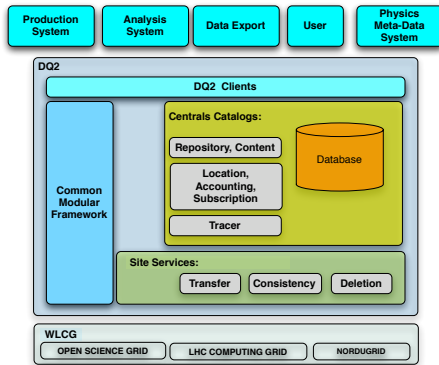 Production
System
Analysis
System
Data Export
User
Physics
Meta-Data
System
DQ2
DQ2 Clients
Common
Modular
Framework
Centrals Catalogs:
Repository, Content
Location,
Accounting,
Subscription
Tracer
Database
Site Services:
Transfer
Consistency
Deletion
WLCG
OPEN SCIENCE GRID
LHC COMPUTING GRID
NORDUGRID